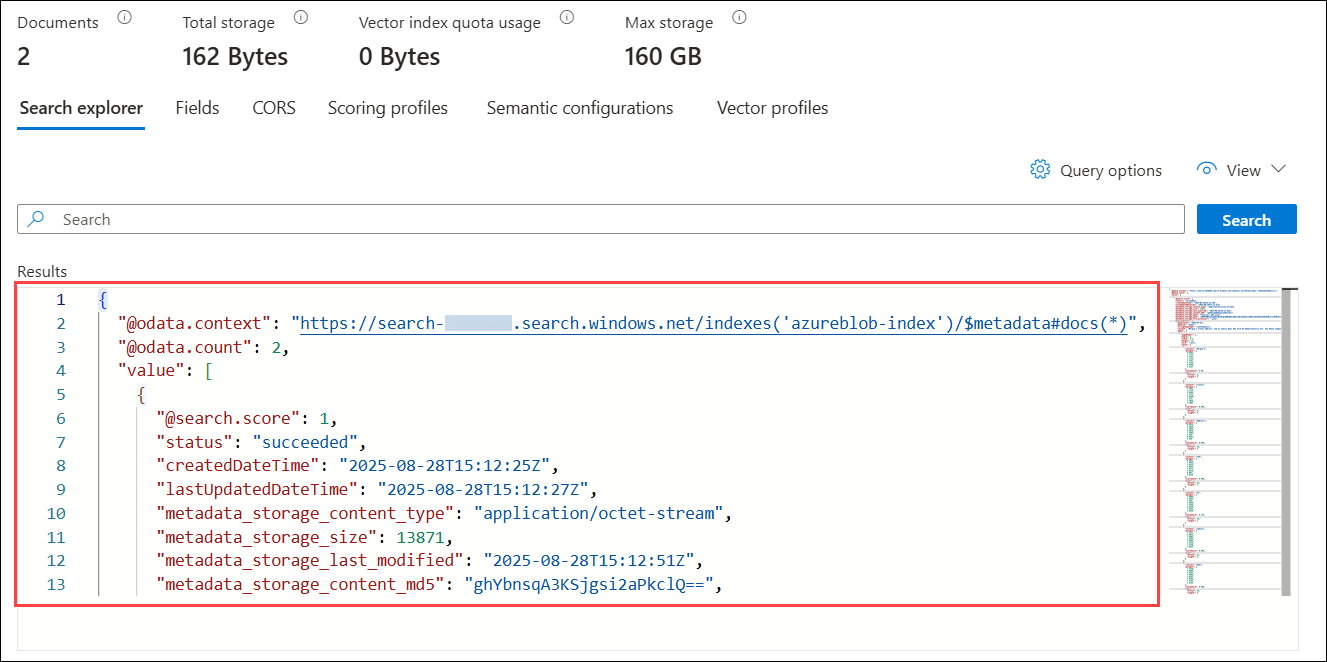 Documents
Total storage
Vector index quota usage
Max storage
2
162 Bytes
0 Bytes
160 GB
Search explorer
Fields
CORS
Scoring profiles
Semantic configurations
Vector profiles
Query options
View
Search
Search
Results
1 {
2 "@odata.context": "https://search- .search.windows.net/indexes('azureblob-index')/$metadata#docs(*)",
3 "@odata.count": 2,
4 "value": [
5 {
6 "@search.score": 1,
7 "status": "succeeded",
8 "createdDateTime": "2025-08-28T15:12:25Z",
9 "lastUpdatedDateTime": "2025-08-28T15:12:27Z",
10 "metadata_storage_content_type": "application/octet-stream",
11 "metadata_storage_size": 13871,
12 "metadata_storage_last_modified": "2025-08-28T15:12:51Z",
13 "metadata_storage_content_md5": "ghYbnsqA3KSjgsi2aPkclQ==",